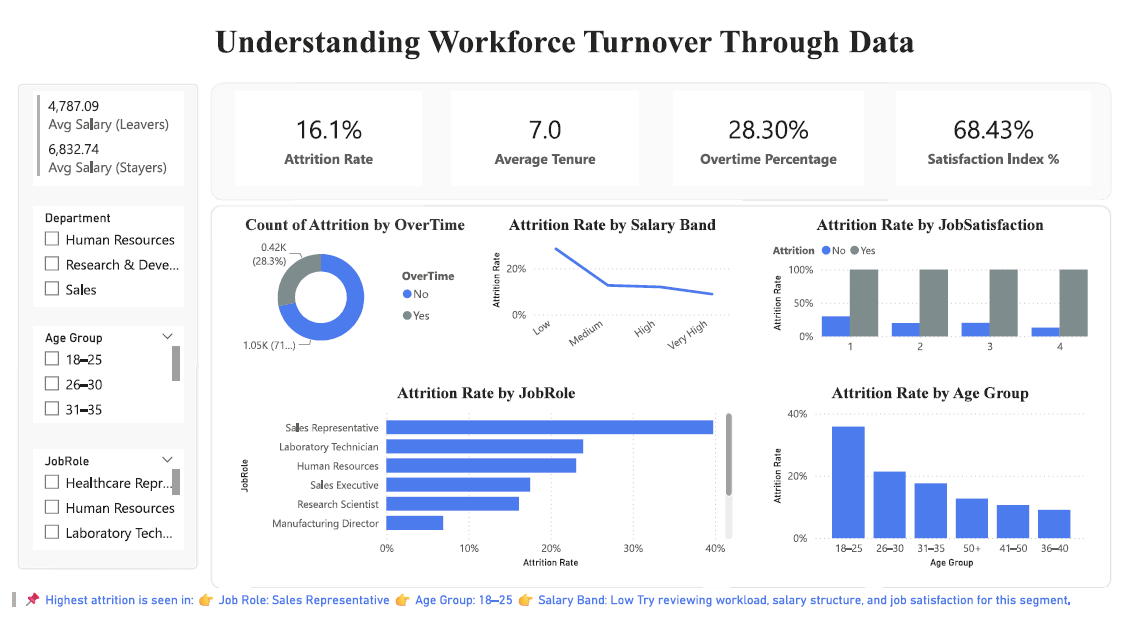 Understanding Workforce Turnover Through Data
4,787.09
Avg Salary (Leavers)
6,832.74
Avg Salary (Stayers)
16.1%
Attrition Rate
7.0
Average Tenure
28.30%
Overtime Percentage
68.43%
Satisfaction Index %
Department
Human Resources
Research & Deve...
Sales
Age Group
18–25
26–30
31–35
JobRole
Healthcare Repr...
Human Resources
Laboratory Tech...
Count of Attrition by OverTime
0.42K
(28.3%)
1.05K (71...)
OverTime
No
Yes
Attrition Rate by Salary Band
Attrition Rate
20%
0%
Low
Medium
High
Very High
Attrition Rate by JobSatisfaction
Attrition No Yes
Attrition Rate
100%
50%
0%
1 2 3 4
Attrition Rate by JobRole
JobRole
Sales Representative
Laboratory Technician
Human Resources
Sales Executive
Research Scientist
Manufacturing Director
0% 10% 20% 30% 40%
Attrition Rate
Attrition Rate by Age Group
Attrition Rate
40%
20%
0%
18–25 26–30 31–35 50+ 41–50 36–40
Age Group
📌 Highest attrition is seen in: 👉 Job Role: Sales Representative 👉 Age Group: 18–25 👉 Salary Band: Low Try reviewing workload, salary structure, and job satisfaction for this segment.